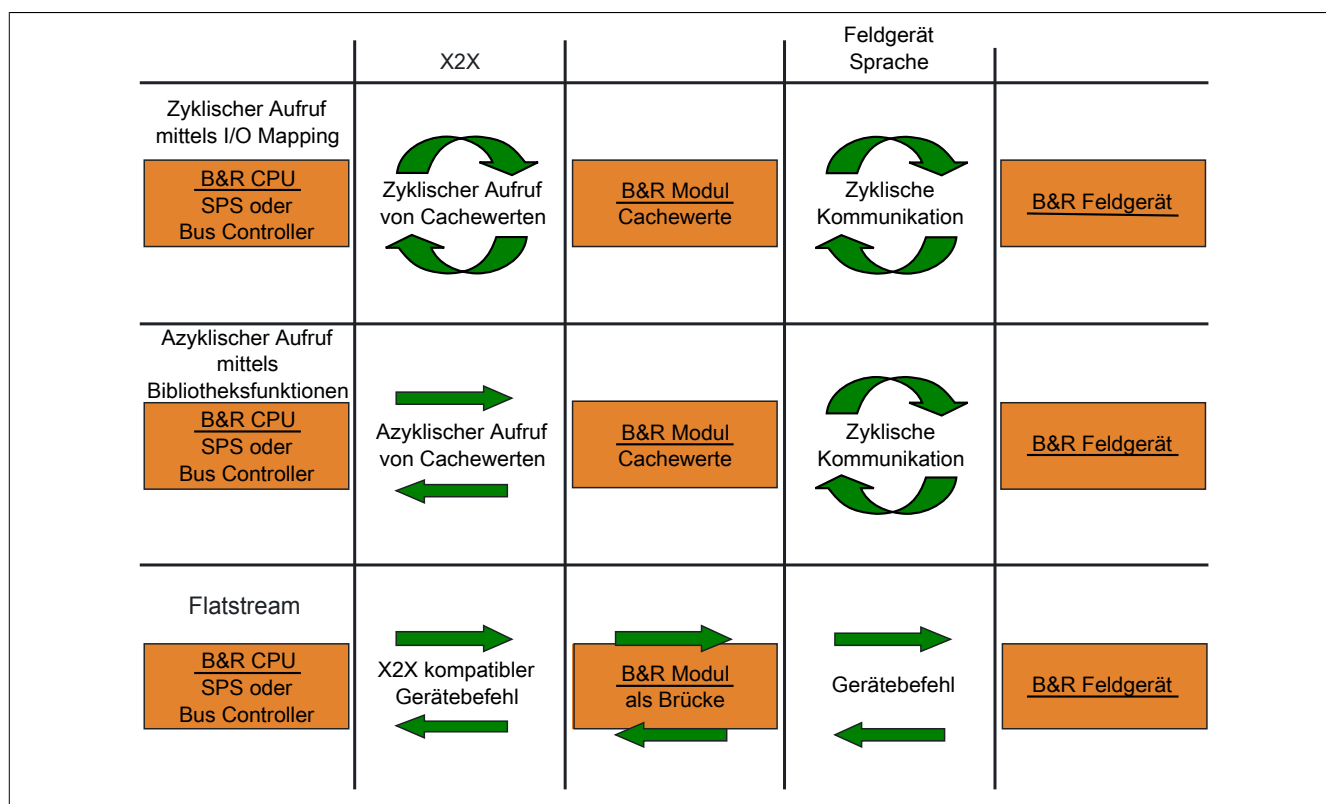 X2X
Feldgerät
Sprache
Zyklischer Aufruf
mittels I/O Mapping
B&R CPU
SPS oder
Bus Controller
Zyklischer Aufruf
von Cachewerten
B&R Modul
Cachewerte
Zyklische
Kommunikation
B&R Feldgerät
Azyklischer Aufruf
mittels
Bibliotheksfunktionen
B&R CPU
SPS oder
Bus Controller
Azyklischer Aufruf
von Cachewerten
B&R Modul
Cachewerte
Zyklische
Kommunikation
B&R Feldgerät
Flatstream
B&R CPU
SPS oder
Bus Controller
X2X kompatibler
Gerätebefehl
B&R Modul
als Brücke
Gerätebefehl
B&R Feldgerät